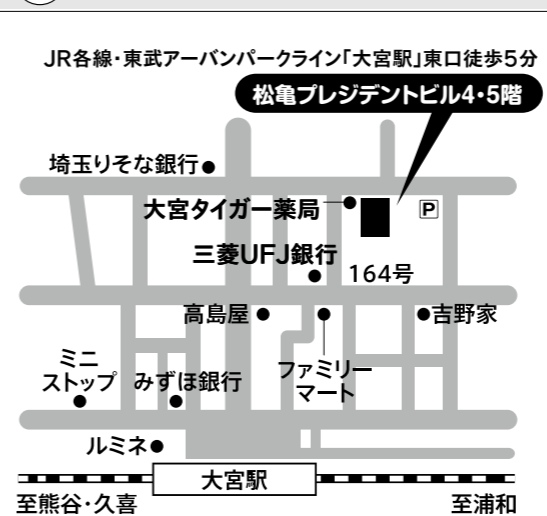 JR各線・東武アーバンパークライン「大宮駅」東口徒歩5分
松亀プレジデントビル4・5階
埼玉りそな銀行
大宮タイガー薬局
P
三菱UFJ銀行
164号
高島屋
吉野家
ミニ
ストップ
みずほ銀行
ファミリー
マート
ルミネ
大宮駅
至熊谷・久喜
至浦和